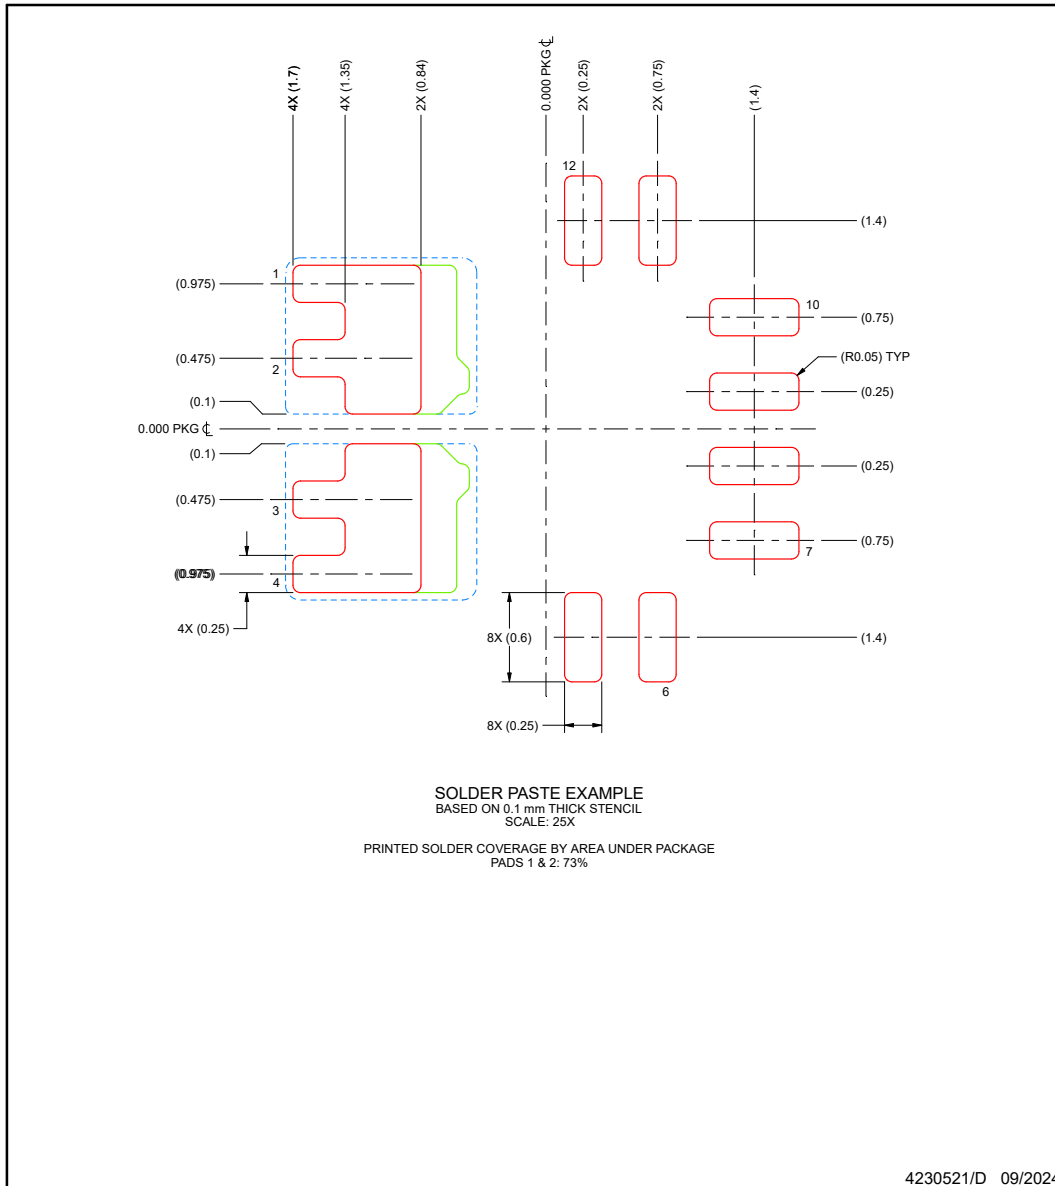 4X (1.7)
4X (1.35)
2X (0.84)
0.000 PKG ℄
2X (0.25)
2X (0.75)
(1.4)
12
(1.4)
1
(0.975)
10
(0.75)
(0.475)
2
(R0.05) TYP
(0.25)
(0.1)
0.000 PKG ℄
(0.1)
(0.25)
(0.475)
3
(0.75)
7
(0.975)
4
4X (0.25)
8X (0.6)
(1.4)
6
8X (0.25)
SOLDER PASTE EXAMPLE
BASED ON 0.1 mm THICK STENCIL
SCALE: 25X
PRINTED SOLDER COVERAGE BY AREA UNDER PACKAGE
PADS 1 & 2: 73%
4230521/D 09/2024